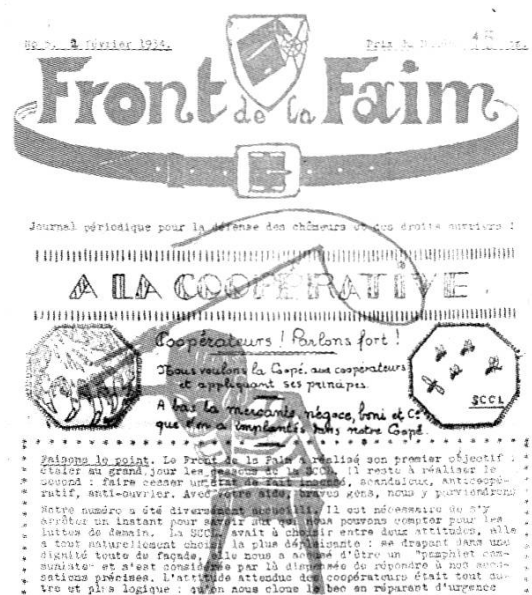 2 février 1934.
Front de la Faim
Journal périodique pour la défense des chômeurs et des droits ouvriers !
A LA COOPÉRATIVE
Coopérateurs ! Parlons fort !
Nous voulons la Coopé. aux coopérateurs
et appliquant ses principes.
A bas la mercante, négoce, boni et Cº
que l'on a implantés dans notre Copé.
SCCL
Faisons le point. Le Front de la Faim a réalisé son premier objectif :
étaler au grand jour les dessous de la SCCL. Il reste à réaliser le
second : faire cesser un état de fait insensé, scandaleux, anticoopé-
ratif, anti-ouvrier. Avec votre aide, braves gens, nous y parviendrons
Notre numéro a été diversement accueilli. Il est nécessaire de s'y
arrêter un instant pour savoir sur qui nous pouvons compter pour les
luttes de demain. La SCCL avait à choisir entre deux attitudes, elle
a tout naturellement choisi la plus déplaisante : se drapant dans une
dignité toute de façade, elle nous a accusé d'être un "pamphlet com-
muniste" et s'est considérée par là dispensée de répondre à nos accu-
sations précises. L'attitude attendue des coopérateurs était tout au-
tre et plus logique : qu'on nous cloue le bec en réparant d'urgence